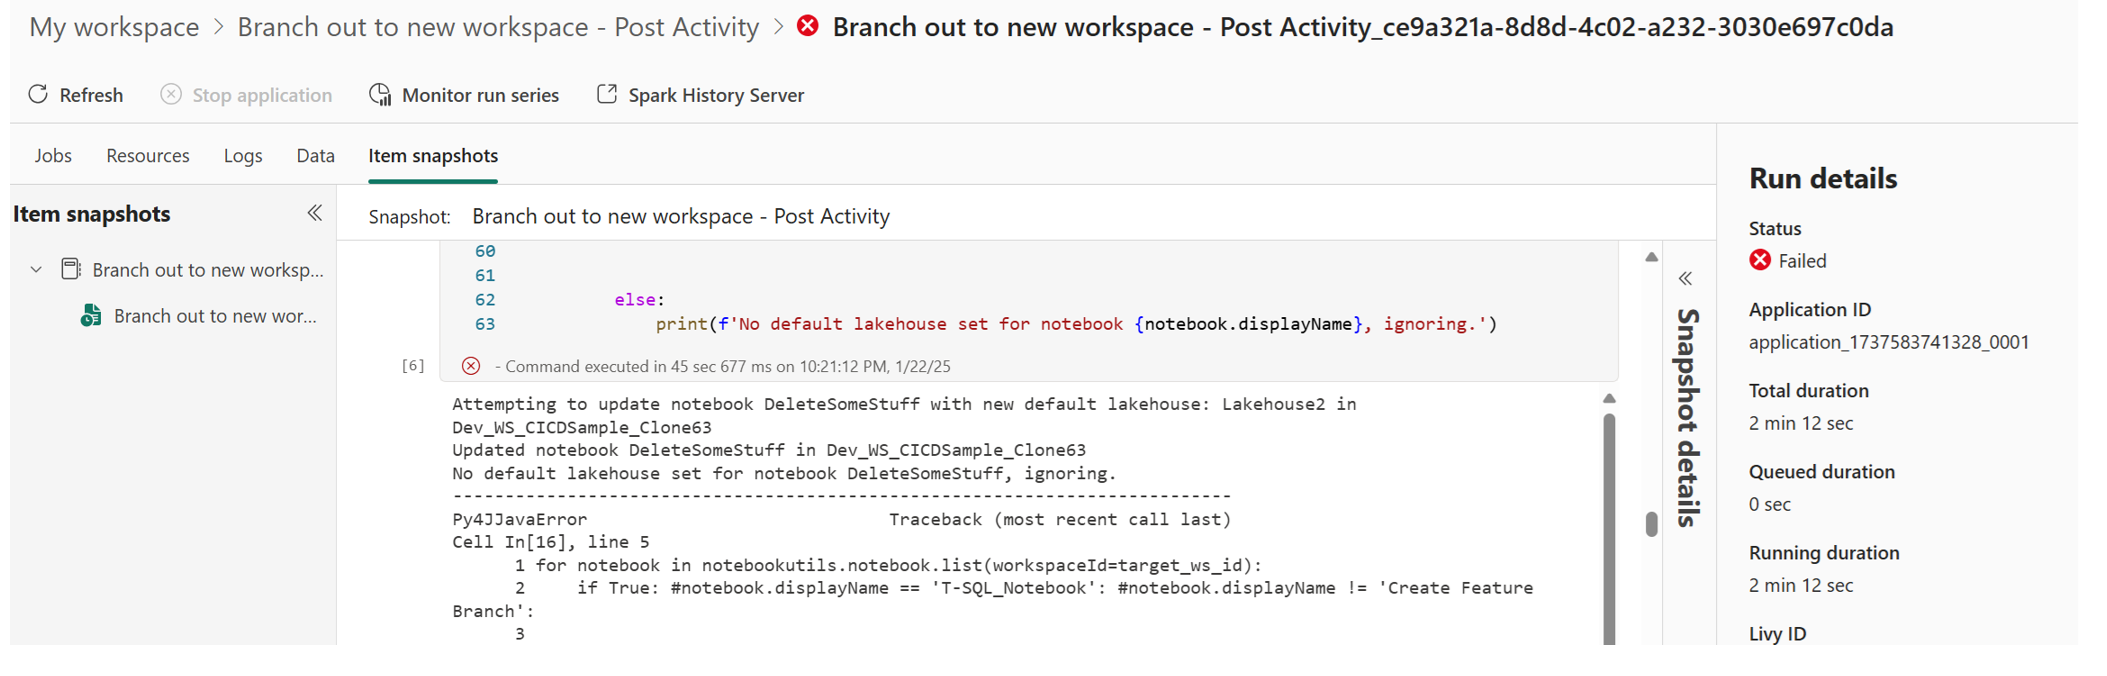 My workspace > Branch out to new workspace - Post Activity > Branch out to new workspace - Post Activity_ce9a321a-8d8d-4c02-a232-3030e697c0da
Refresh Stop application Monitor run series Spark History Server
Jobs Resources Logs Data Item snapshots
Item snapshots
Branch out to new worksp...
Branch out to new wor...
Snapshot: Branch out to new workspace - Post Activity
60
61
62 else:
63 print(f'No default lakehouse set for notebook {notebook.displayName}, ignoring.')
[6] - Command executed in 45 sec 677 ms on 10:21:12 PM, 1/22/25
Attempting to update notebook DeleteSomeStuff with new default lakehouse: Lakehouse2 in
Dev_WS_CICDSample_Clone63
Updated notebook DeleteSomeStuff in Dev_WS_CICDSample_Clone63
No default lakehouse set for notebook DeleteSomeStuff, ignoring.
---------------------------------------------------------------------------
Py4JJavaError Traceback (most recent call last)
Cell In[16], line 5
1 for notebook in notebookutils.notebook.list(workspaceId=target_ws_id):
2 if True: #notebook.displayName == 'T-SQL_Notebook': #notebook.displayName != 'Create Feature
Branch':
3
Snapshot details
Run details
Status
Failed
Application ID
application_1737583741328_0001
Total duration
2 min 12 sec
Queued duration
0 sec
Running duration
2 min 12 sec
Livy ID